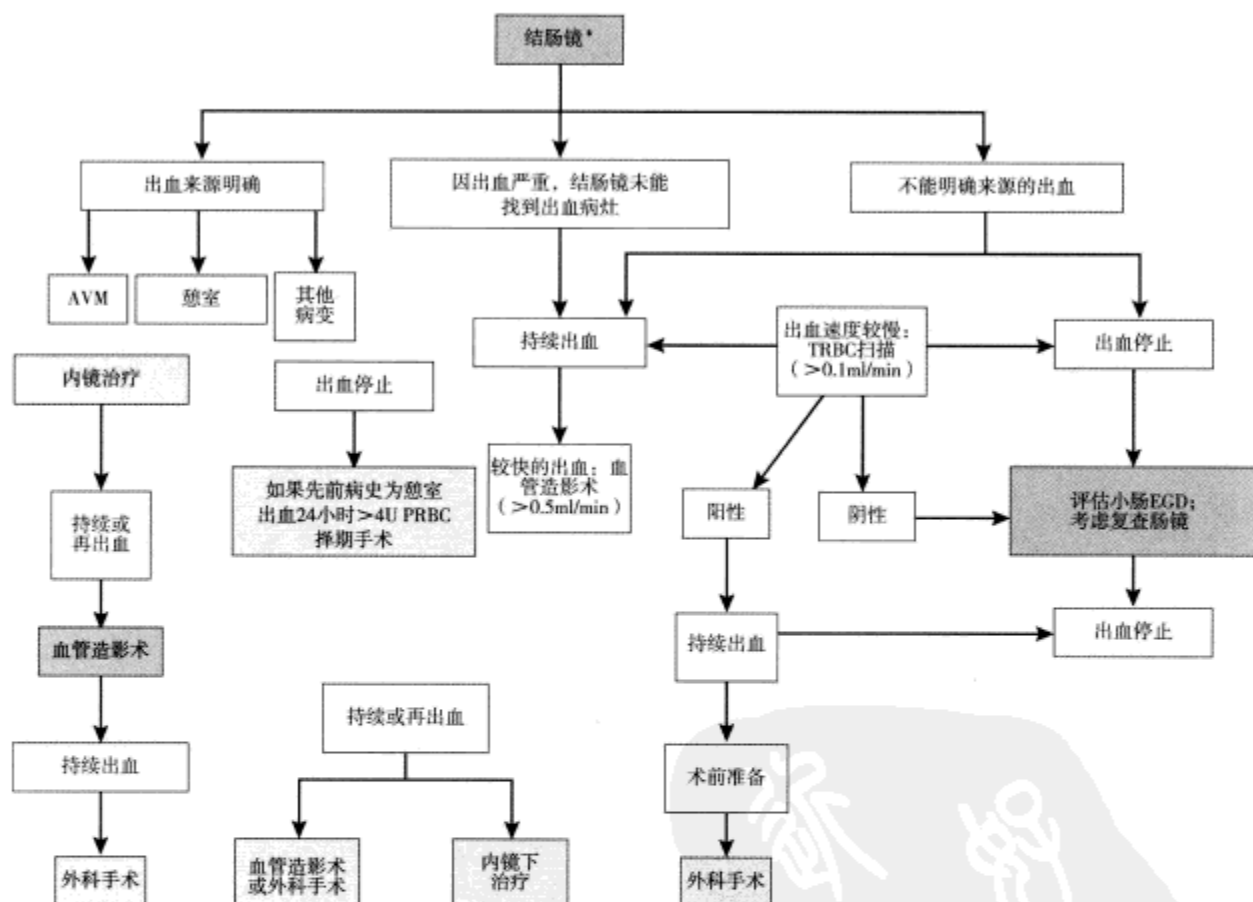 结肠镜*
出血来源明确
因出血严重，结肠镜未能
找到出血病灶
不能明确来源的出血
AVM
憩室
其他
病变
持续出血
出血速度较慢：
TRBC扫描
（>0.1ml/min）
出血停止
内镜治疗
出血停止
较快的出血：血
管造影术
（>0.5ml/min）
如果先前病史为憩室
出血24小时>4U PRBC
择期手术
持续或
再出血
阳性
阴性
评估小肠EGD；
考虑复查肠镜
血管造影术
持续出血
出血停止
持续或再出血
持续出血
术前准备
外科手术
血管造影术
或外科手术
内镜下
治疗
外科手术